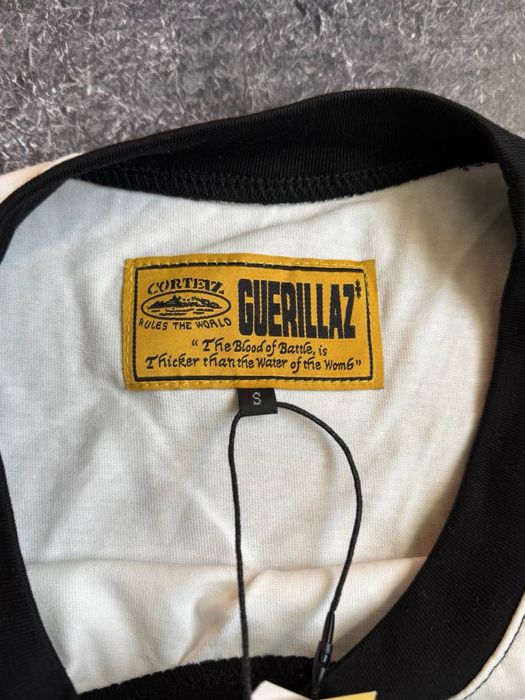 CORTEIZ
RULES THE WORLD
GUERILLAZ
"The Blood of Battle, is
Thicker than the Water of the Womb"
S